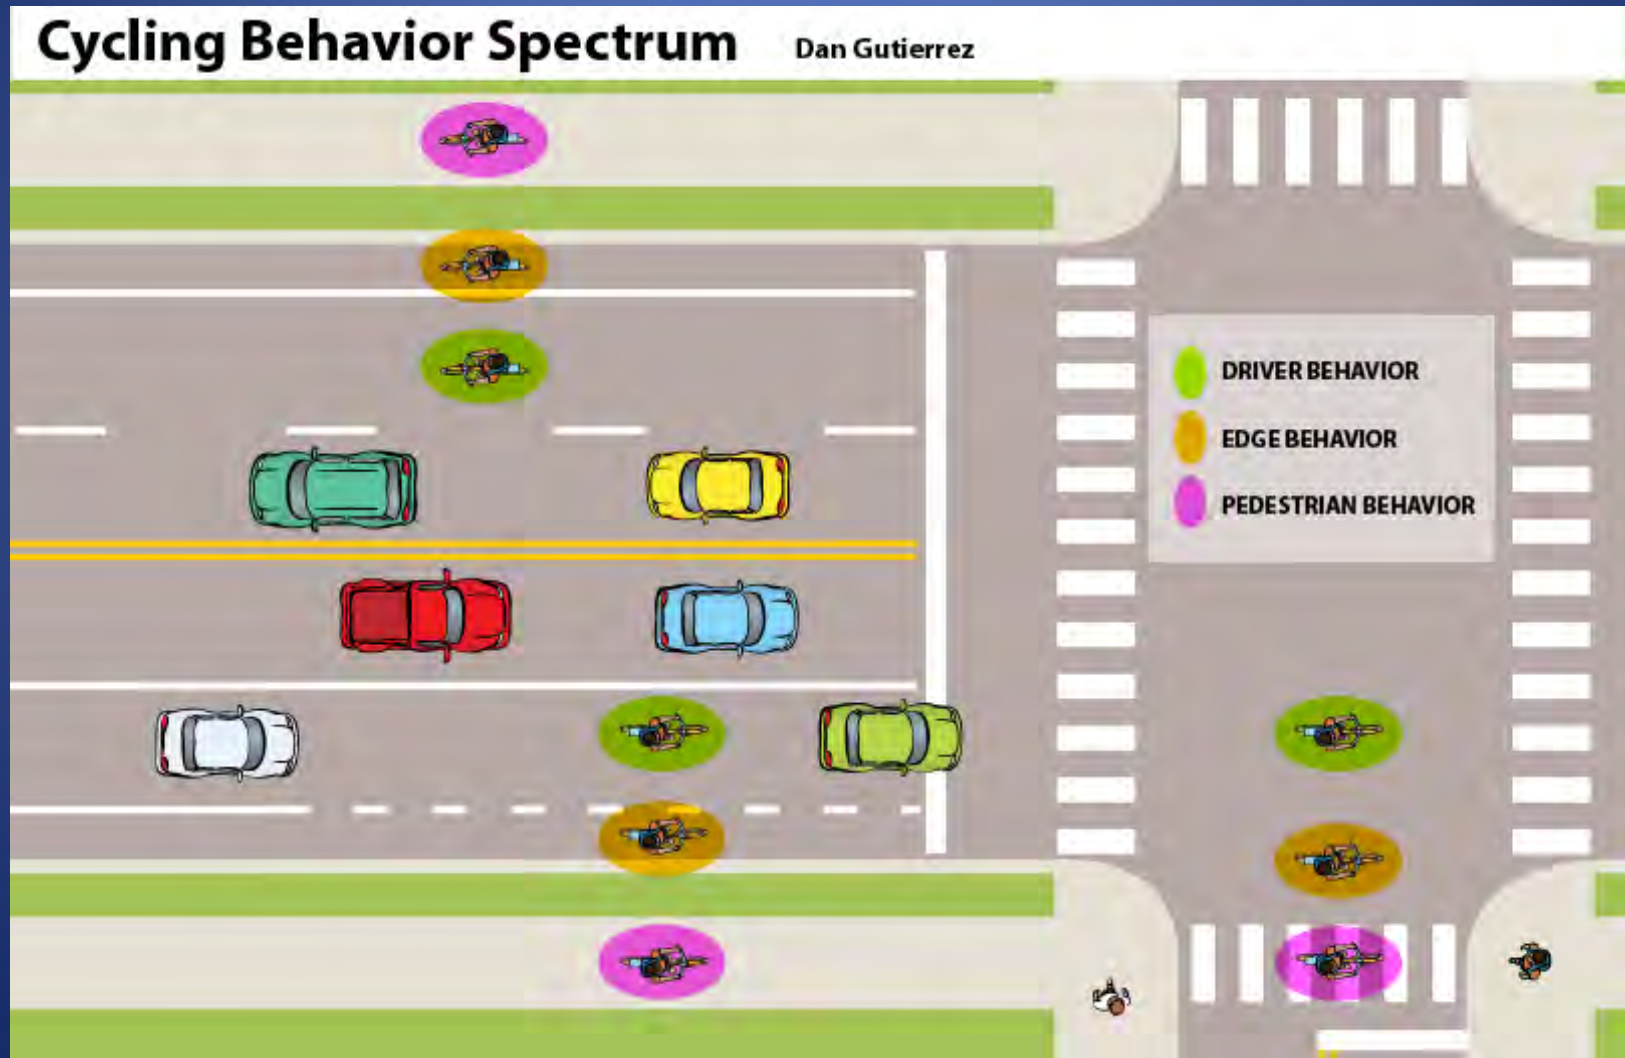 Cycling Behavior Spectrum Dan Gutierrez
DRIVER BEHAVIOR
EDGE BEHAVIOR
PEDESTRIAN BEHAVIOR